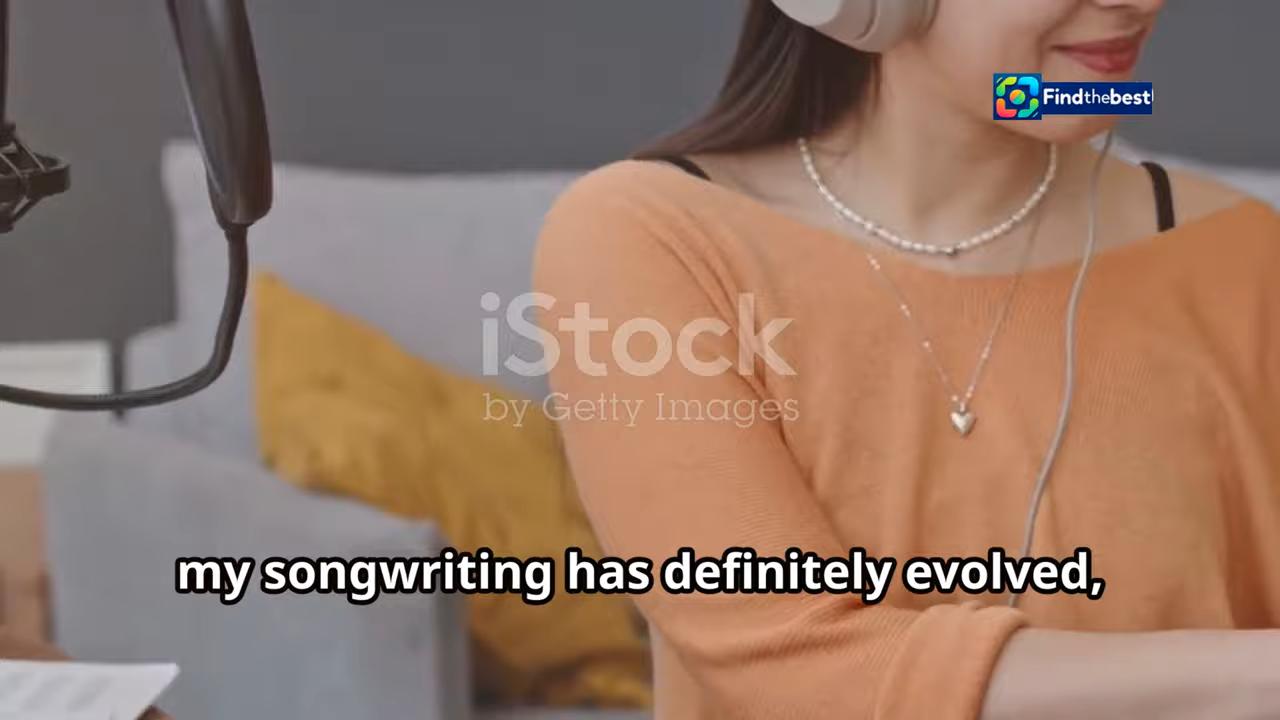 Findthebest
iStock
by Getty Images
my songwriting has definitely evolved,